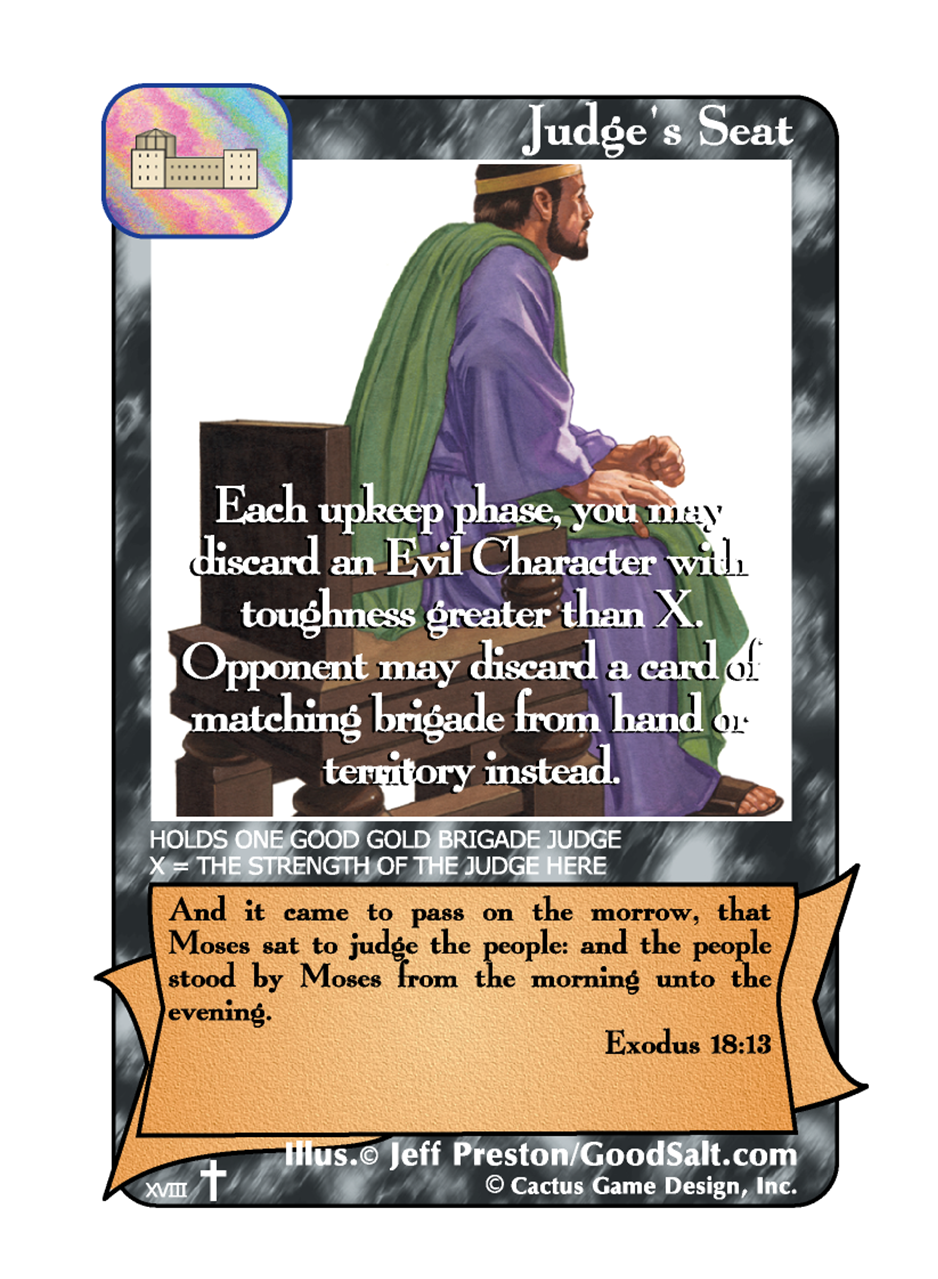 Judge's Seat
Each upkeep phase, you may
discard an Evil Character with
toughness greater than X.
Opponent may discard a card of
matching brigade from hand or
territory instead.
HOLDS ONE GOOD GOLD BRIGADE JUDGE
X = THE STRENGTH OF THE JUDGE HERE
And it came to pass on the morrow, that
Moses sat to judge the people: and the people
stood by Moses from the morning unto the
evening.
Exodus 18:13
Illus.© Jeff Preston/GoodSalt.com
XVIII © Cactus Game Design, Inc.